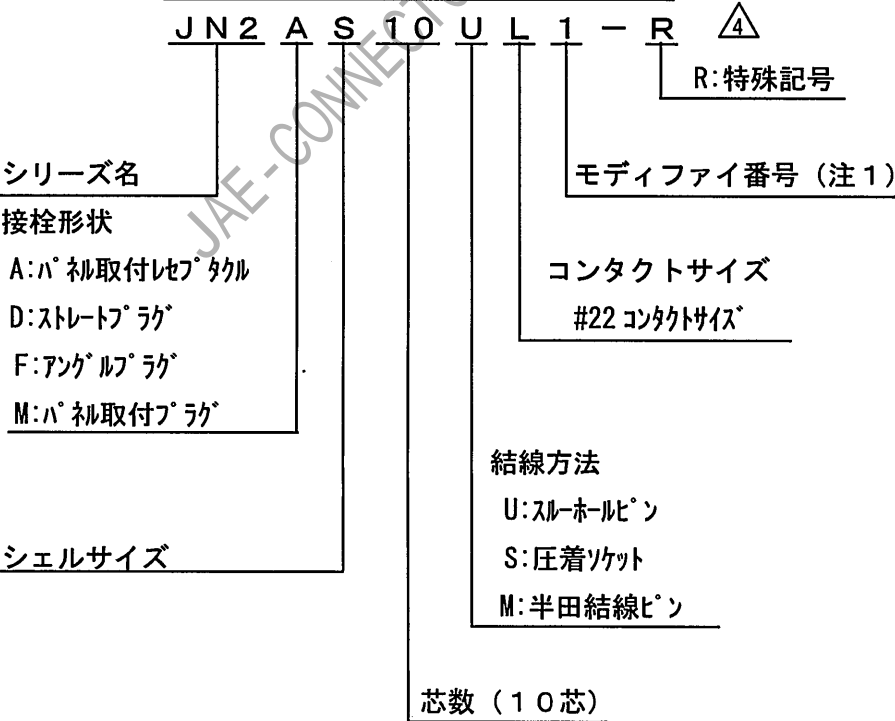 JN2 A S 10 U L 1 - R 4
R:特殊記号
シリーズ名
モディファイ番号（注1）
接栓形状
A:ﾊﾟﾈﾙ取付ﾚｾﾌﾟﾀｸﾙ
コンタクトサイズ
D:ｽﾄﾚｰﾄﾌﾟﾗｸﾞ
#22 ｺﾝﾀｸﾄｻｲｽﾞ
F:ｱﾝｸﾞﾙﾌﾟﾗｸﾞ
M:ﾊﾟﾈﾙ取付ﾌﾟﾗｸﾞ
結線方法
U:ｽﾙｰﾎｰﾙﾋﾟﾝ
シェルサイズ
S:圧着ｿｹｯﾄ
M:半田結線ﾋﾟﾝ
芯数（10芯）